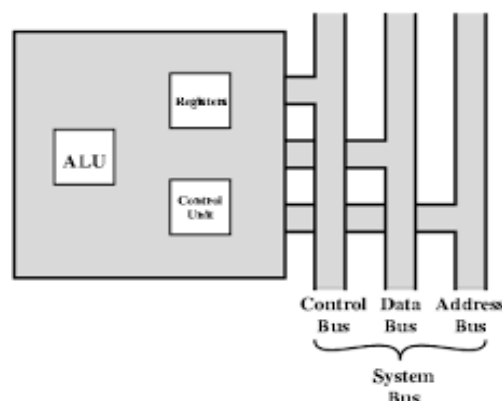 Registers
ALU
Control
Unit
Control Data Address
Bus Bus Bus
System
Bus